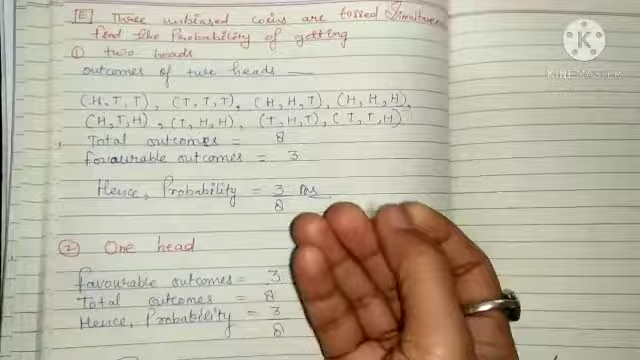 [E] Three unbiased coins are tossed Simultaneo
find the Probability of getting
① two heads
outcomes of two heads
(H,T,T), (T,T,T), (H,H,T), (H,H,H),
(H,T,H), (T,H,H), (T,H,T), (T,T,H)
Total outcomes = 8
favourable outcomes = 3
Hence, Probability = 3 Ans
8
② One head
favourable outcomes = 3
Total outcomes = 8
Hence, Probability = 3
8
KINEMASTER